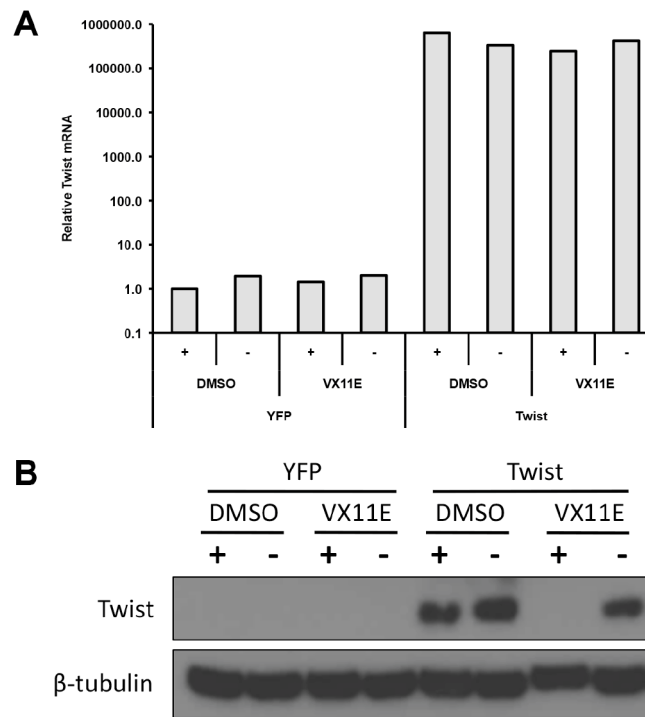 A
Relative Twist mRNA
1000000.0
100000.0
10000.0
1000.0
100.0
10.0
1.0
0.1
+ - + - + - + -
DMSO VX11E DMSO VX11E
YFP Twist
B
YFP Twist
DMSO VX11E DMSO VX11E
+ - + - + - + -
Twist
β-tubulin